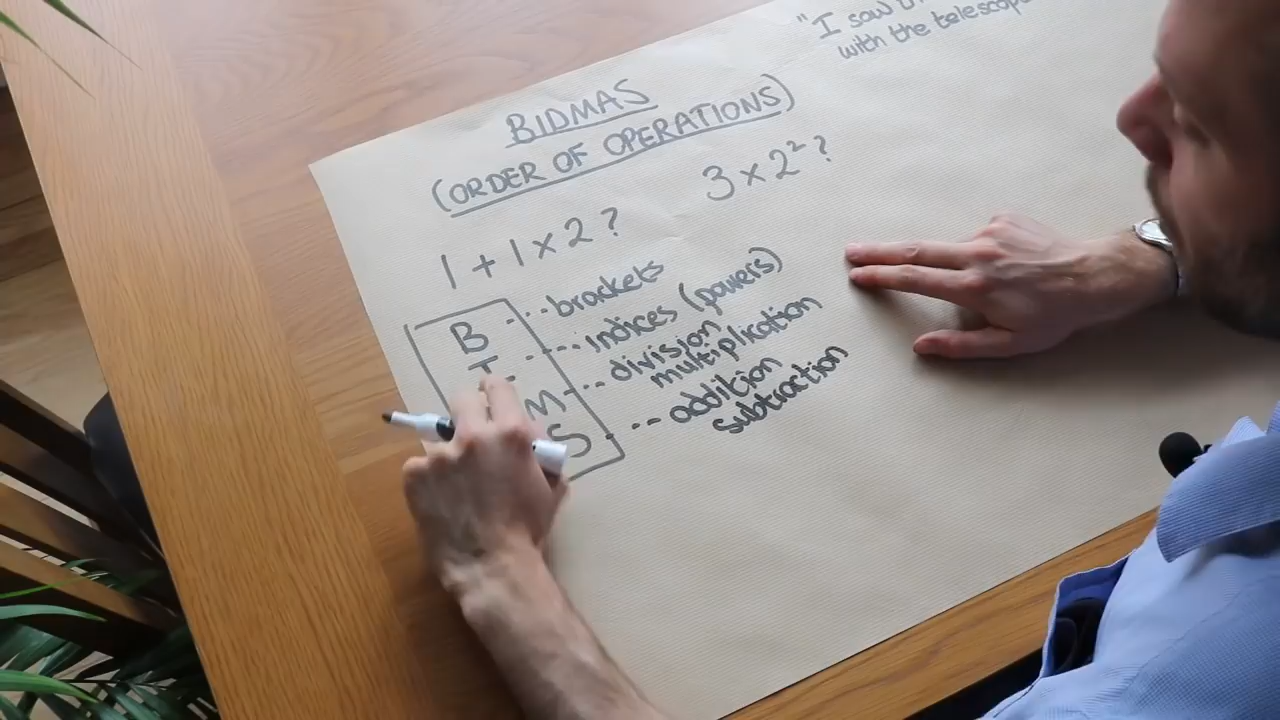 "I saw
with the telescope
BIDMAS
(ORDER OF OPERATIONS)
1 + 1 × 2 ?
3 × 2² ?
B -- brackets
I --- indices (powers)
M -- division
multiplication
S -- addition
subtraction